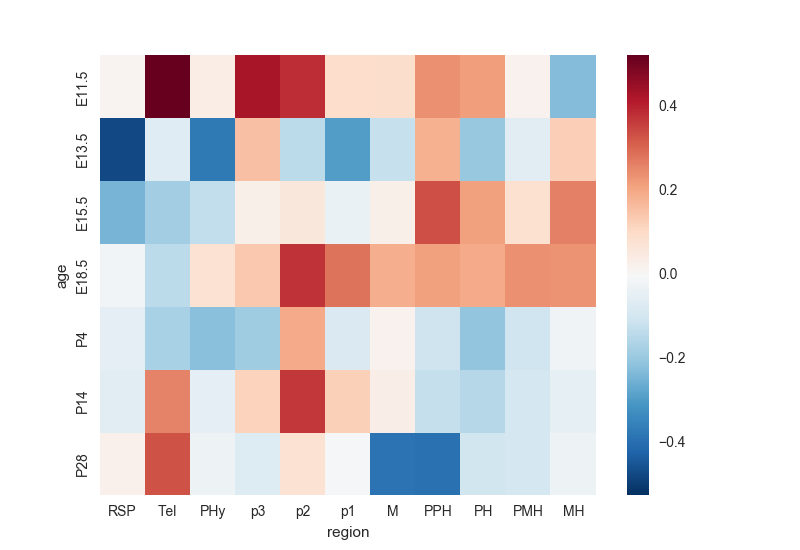 E11.5
E13.5
E15.5
E18.5
P4
P14
P28
age
RSP Tel PHy p3 p2 p1 M PPH PH PMH MH
region
0.4
0.2
0.0
−0.2
−0.4